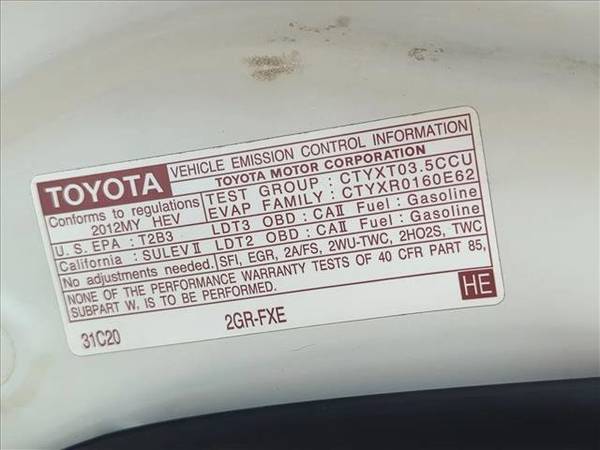 TOYOTA
VEHICLE EMISSION CONTROL INFORMATION
TOYOTA MOTOR CORPORATION
Conforms to regulations
2012MY HEV
TEST GROUP : CTYXT03.5CCU
EVAP FAMILY : CTYXR0160E62
U.S. EPA : T2B3 LDT3 OBD : CAⅡ Fuel : Gasoline
California : SULEVⅡ LDT2 OBD : CAⅡ Fuel : Gasoline
No adjustments needed. SFI, EGR, 2A/FS, 2WU-TWC, 2HO2S, TWC
NONE OF THE PERFORMANCE WARRANTY TESTS OF 40 CFR PART 85,
SUBPART W, IS TO BE PERFORMED.
HE
31C20 2GR-FXE